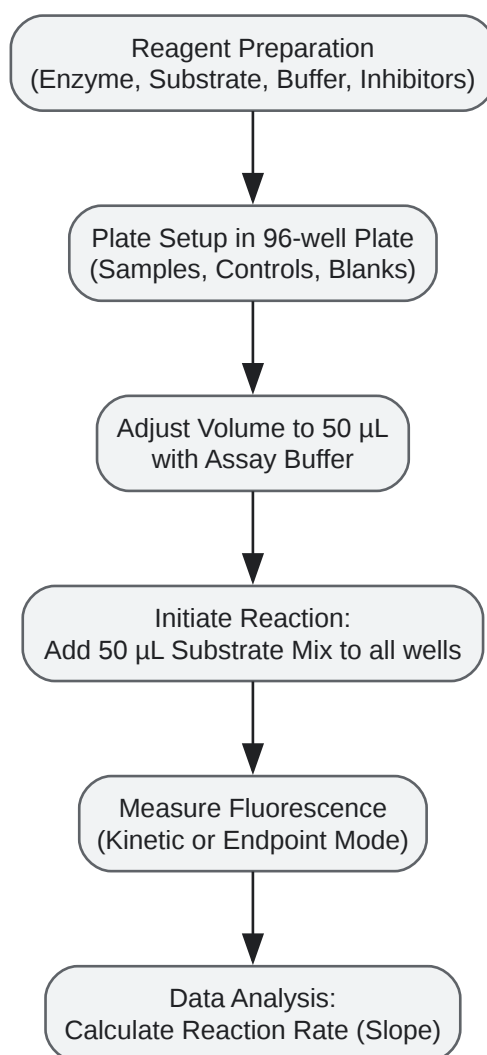 Reagent Preparation
(Enzyme, Substrate, Buffer, Inhibitors)
Plate Setup in 96-well Plate
(Samples, Controls, Blanks)
Adjust Volume to 50 µL
with Assay Buffer
Initiate Reaction:
Add 50 µL Substrate Mix to all wells
Measure Fluorescence
(Kinetic or Endpoint Mode)
Data Analysis:
Calculate Reaction Rate (Slope)